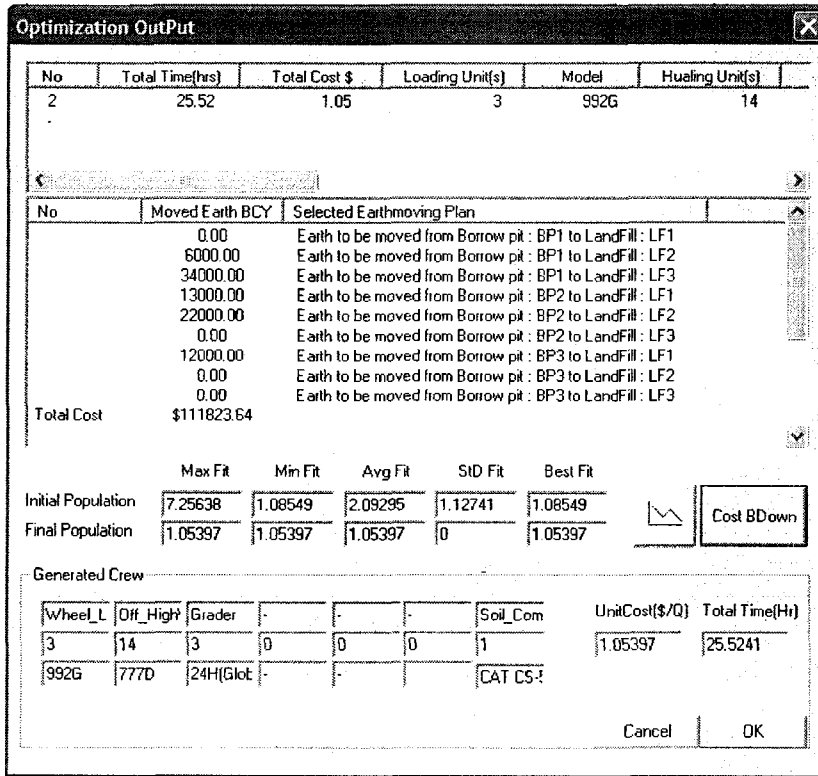 Optimization OutPut
No Total Time(hrs) Total Cost $ Loading Unit(s) Model Hualing Unit(s)
2 25.52 1.05 3 992G 14
No Moved Earth BCY Selected Earthmoving Plan
0.00 Earth to be moved from Borrow pit : BP1 to LandFill : LF1
6000.00 Earth to be moved from Borrow pit : BP1 to LandFill : LF2
34000.00 Earth to be moved from Borrow pit : BP1 to LandFill : LF3
13000.00 Earth to be moved from Borrow pit : BP2 to LandFill : LF1
22000.00 Earth to be moved from Borrow pit : BP2 to LandFill : LF2
0.00 Earth to be moved from Borrow pit : BP2 to LandFill : LF3
12000.00 Earth to be moved from Borrow pit : BP3 to LandFill : LF1
0.00 Earth to be moved from Borrow pit : BP3 to LandFill : LF2
0.00 Earth to be moved from Borrow pit : BP3 to LandFill : LF3
Total Cost $111823.64
Max Fit Min Fit Avg Fit StD Fit Best Fit
Initial Population 7.25638 1.08549 2.09295 1.12741 1.08549
Final Population 1.05397 1.05397 1.05397 0 1.05397
Cost BDown
Generated Crew
Wheel_L Off_High Grader - - - Soil_Com UnitCost($/Q) Total Time(Hr)
3 14 3 0 0 0 1 1.05397 25.5241
992G 777D 24H(Glob - - CAT CS-5
Cancel OK